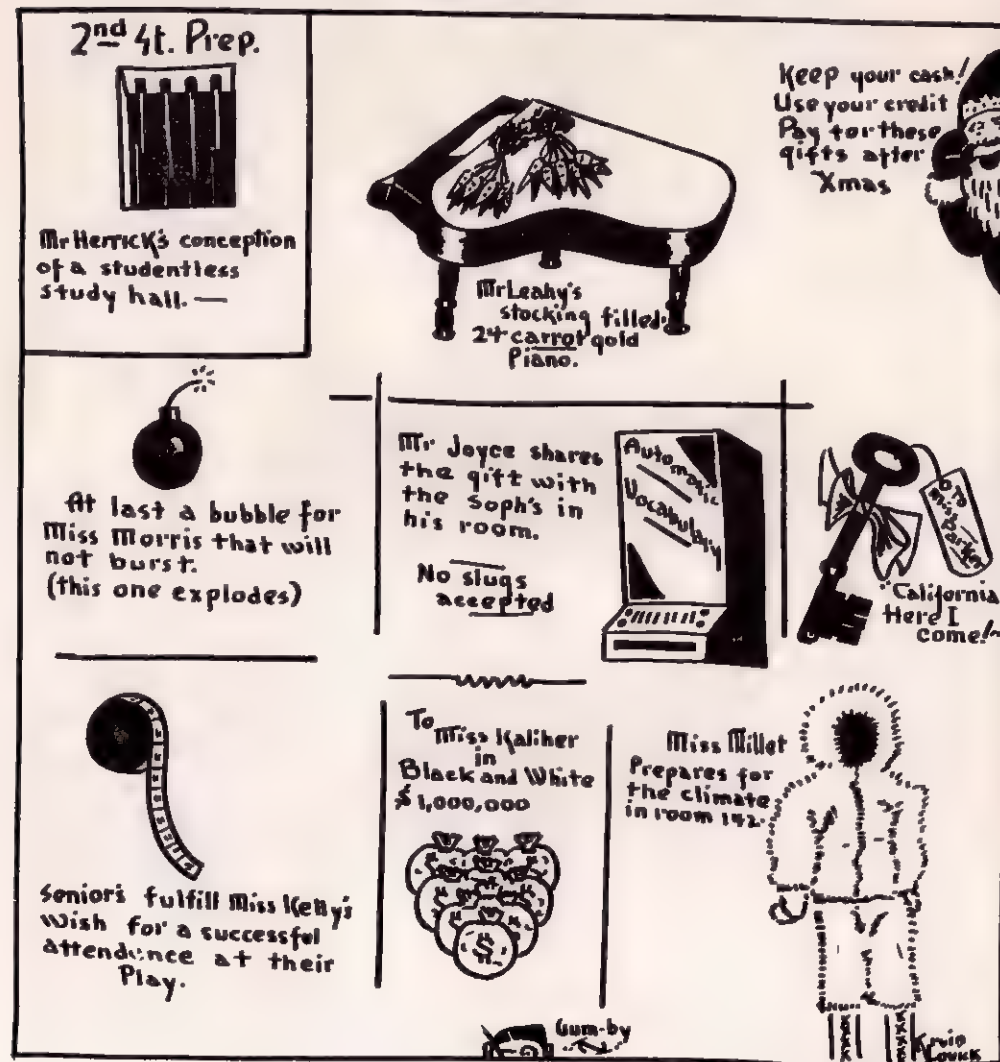 2nd St. Prep.
Mr Herrick's conception
of a studentless
study hall. —
Mr Leahy's
stocking filled:
24 carrot gold
Piano.
Keep your cash!
Use your credit
Pay for these
gifts after
Xmas
At last a bubble for
Miss Morris that will
not burst.
(this one explodes)
Mr Joyce shares
the gift with
the Soph's in
his room.
No slugs
accepted
Automatic
Vocabulary
To
"California
Here I
come!~
Seniors fulfill Miss Kelly's
wish for a successful
attendence at their
Play.
To
Miss Kaliher
in
Black and White
$1,000,000
$
Miss Millet
Prepares for
the climate
in room 142.
Gum-by